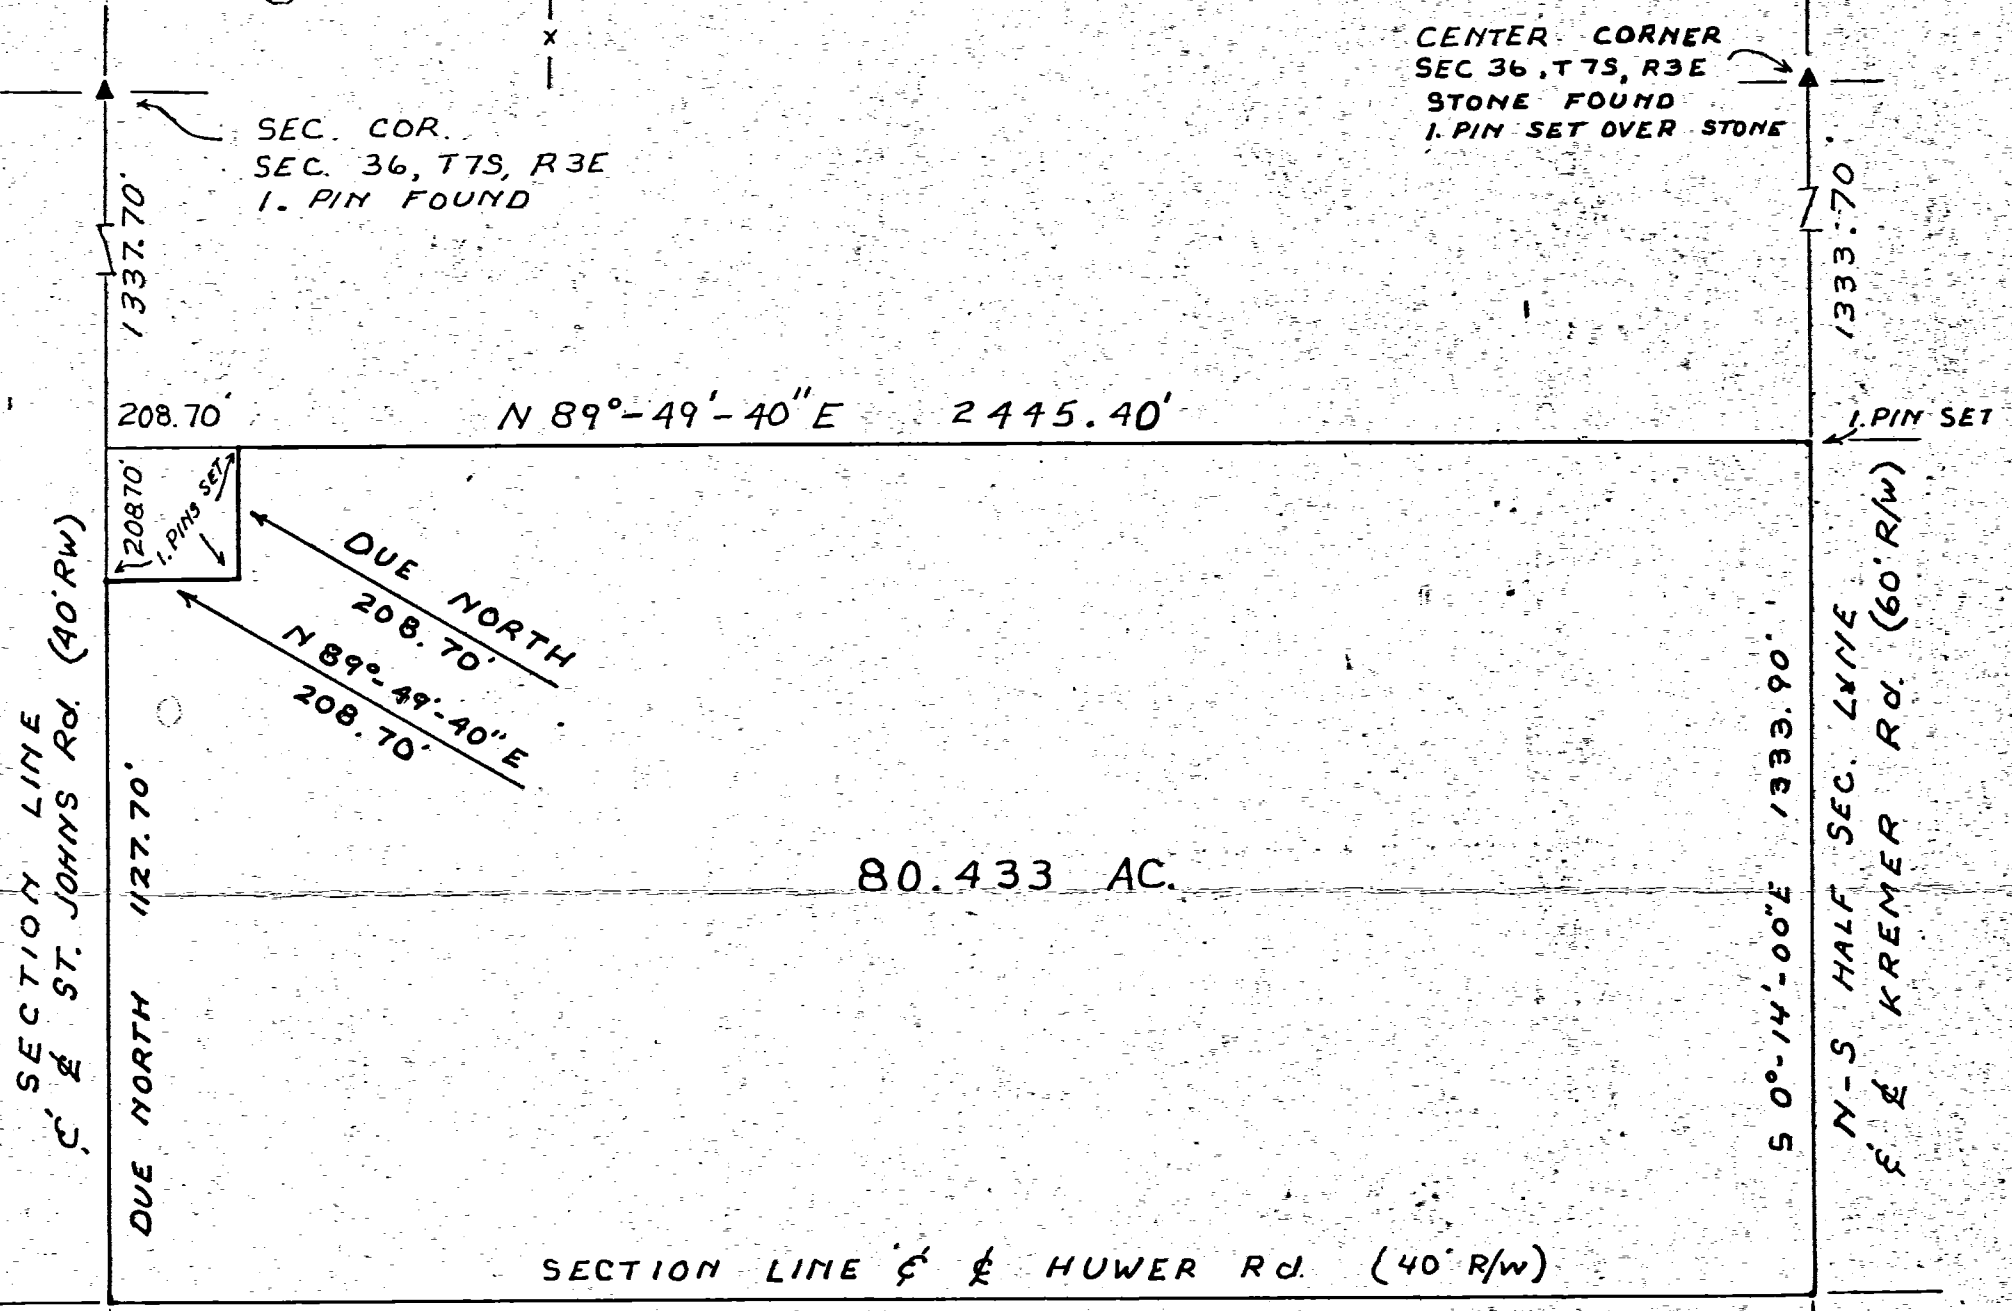 x
CENTER CORNER
SEC 36, T7S, R3E
STONE FOUND
1. PIN SET OVER STONE
SEC. COR.
SEC. 36, T7S, R3E
1. PIN FOUND
1337.70'
1333.70'
208.70'
N 89°-49'-40" E 2445.40'
1. PIN SET
208.70'
1. PINS SET
DUE NORTH
208.70'
N 89°-49'-40" E
208.70'
SECTION LINE
& ℄ ST. JOHNS Rd. (40' RW)
DUE NORTH 1127.70'
80.433 AC.
S 0°-14'-00" E 1333.90'
N-S HALF SEC. LINE
& ℄ KREMER Rd. (60' R/W)
SECTION LINE & ℄ HUWER Rd. (40' R/W)